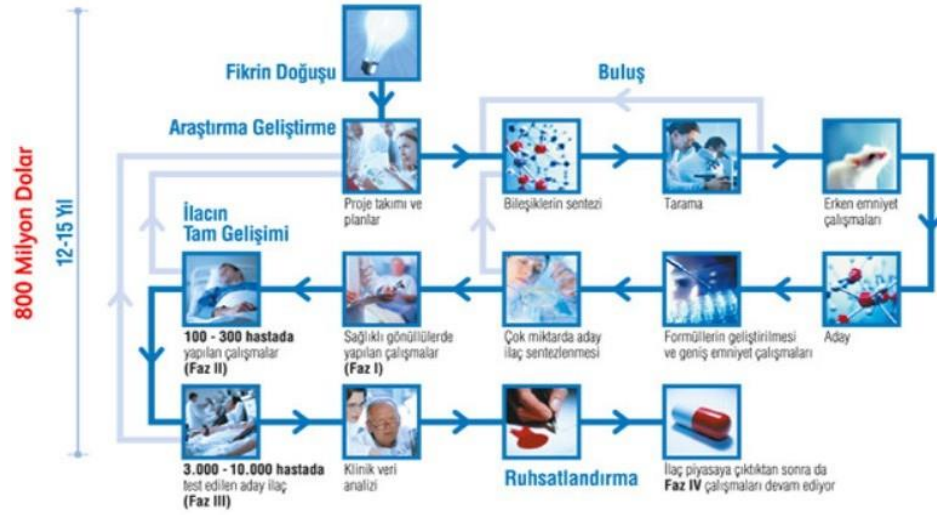 800 Milyon Dolar
12-15 Yıl
Fikrin Doğuşu
Buluş
Araştırma Geliştirme
Proje takımı ve
planlar
Bileşiklerin sentezi
Tarama
Erken emniyet
çalışmaları
İlacın
Tam Gelişimi
100 - 300 hastada
yapılan çalışmalar
(Faz II)
Sağlıklı gönüllülerde
yapılan çalışmalar
(Faz I)
Çok miktarda aday
ilaç sentezlenmesi
Formüllerin geliştirilmesi
ve geniş emniyet çalışmaları
Aday
3.000 - 10.000 hastada
test edilen aday ilaç
(Faz III)
Klinik veri
analizi
Ruhsatlandırma
İlaç piyasaya çıktıktan sonra da
Faz IV çalışmaları devam ediyor